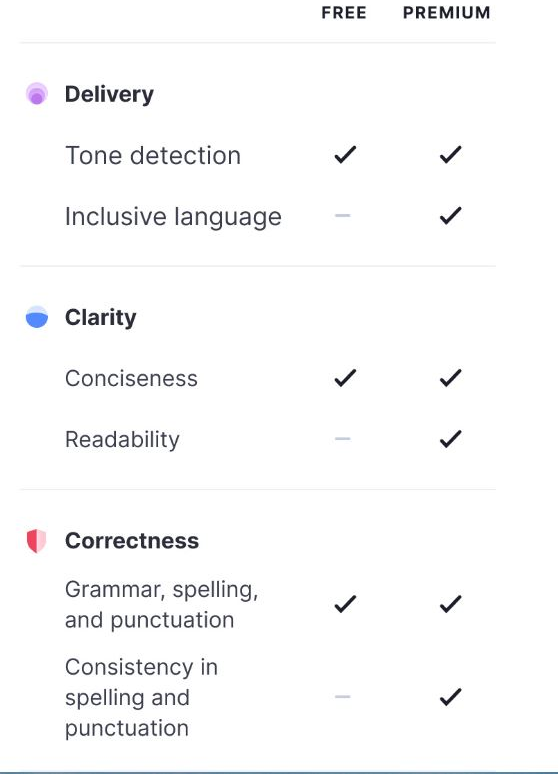 FREE PREMIUM
Delivery
Tone detection
Inclusive language
Clarity
Conciseness
Readability
Correctness
Grammar, spelling,
and punctuation
Consistency in
spelling and
punctuation